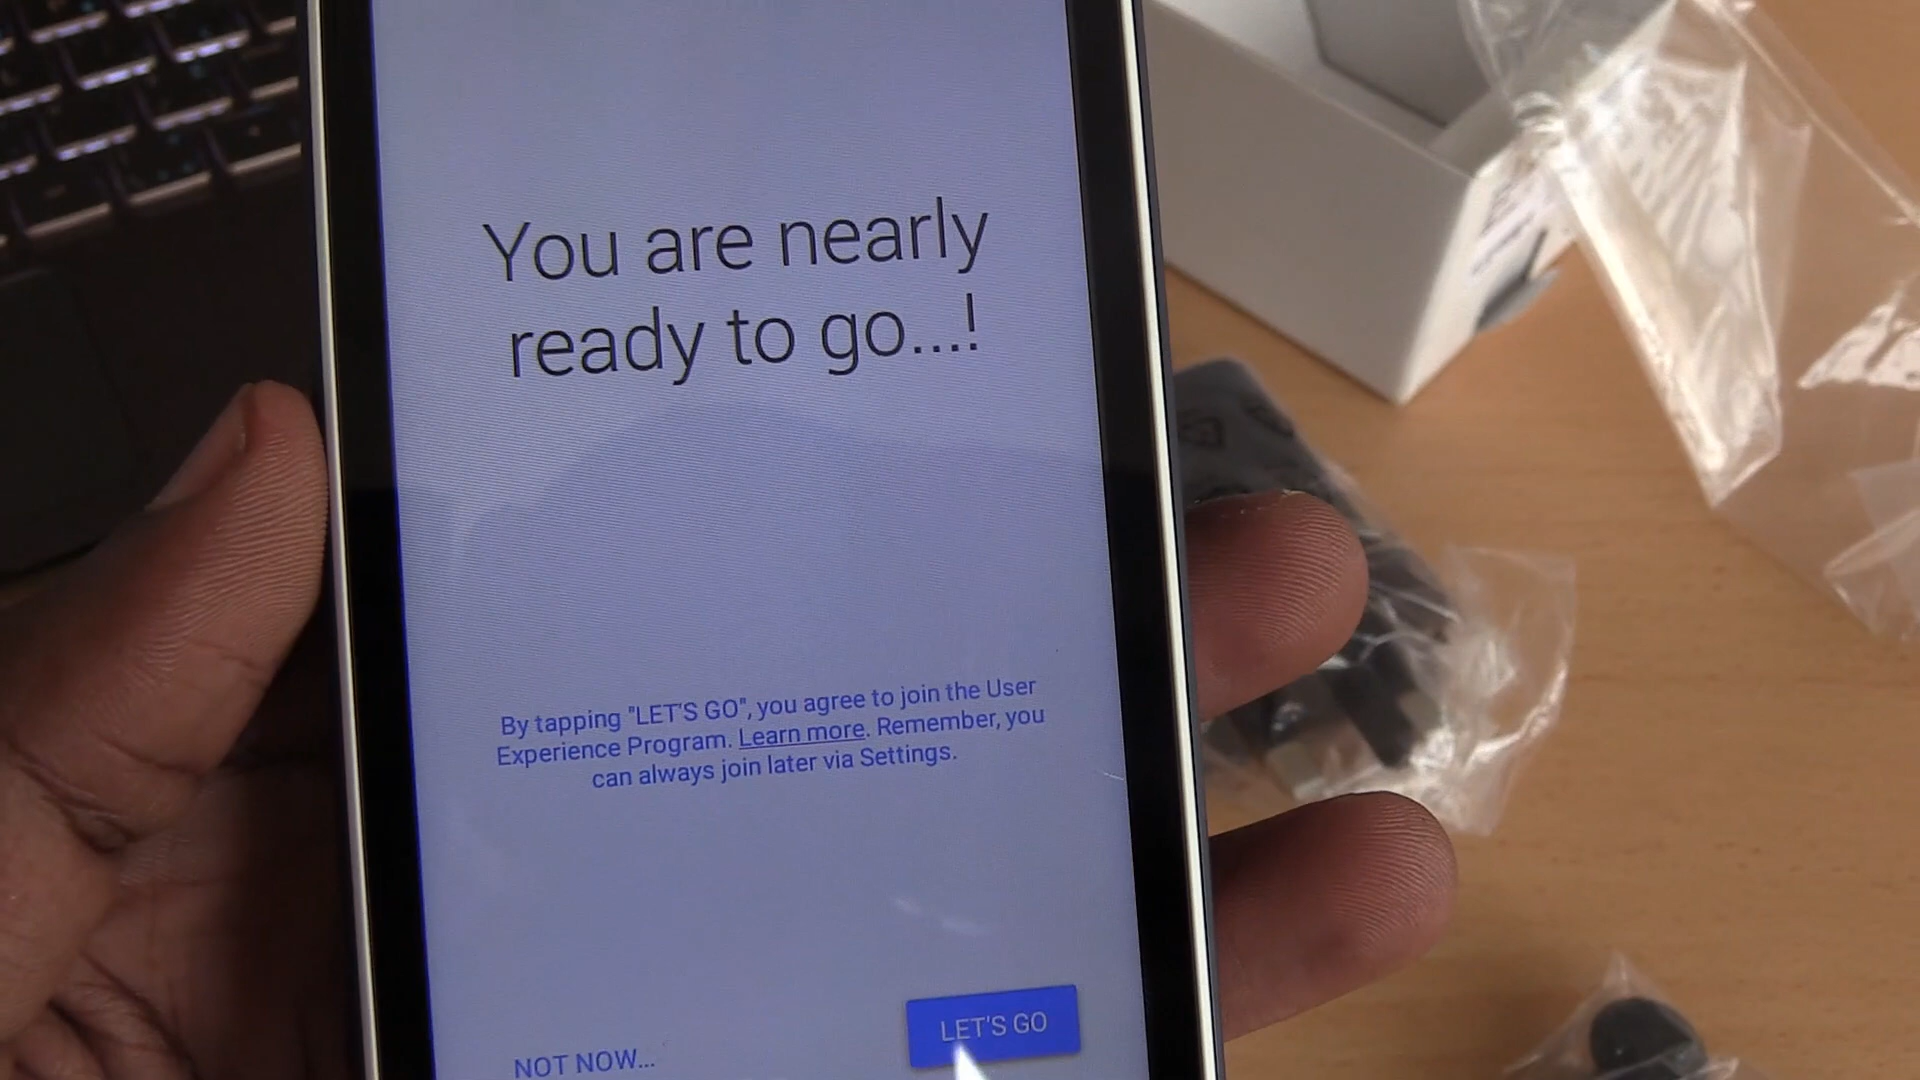 You are nearly
ready to go...!
By tapping "LET'S GO", you agree to join the User
Experience Program. Learn more. Remember, you
can always join later via Settings.
NOT NOW...
LET'S GO